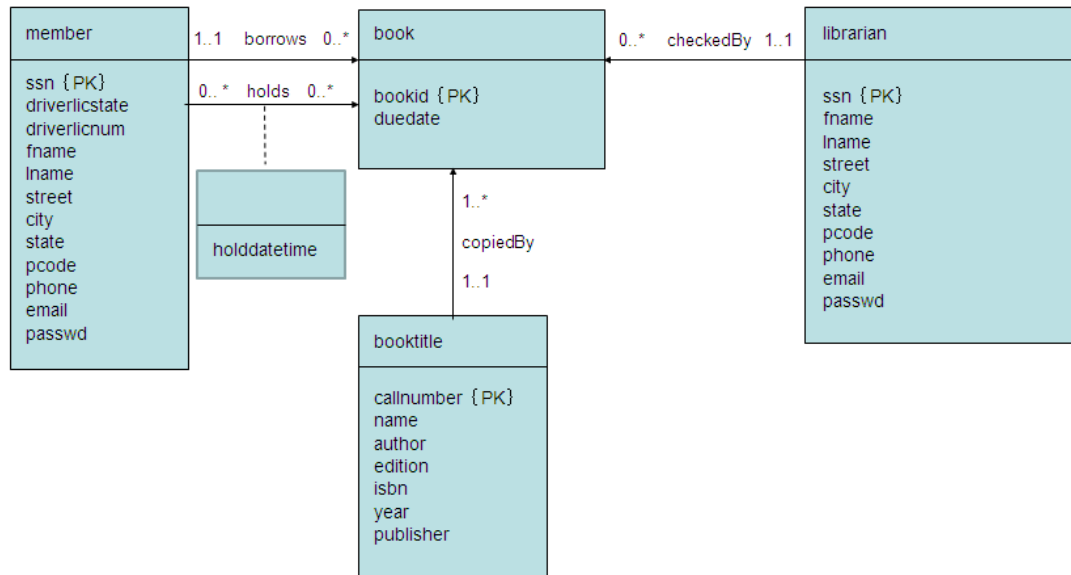 member
1..1 borrows 0..*
book
0..* checkedBy 1..1
librarian
ssn {PK}
driverlicstate
driverlicnum
fname
lname
street
city
state
pcode
phone
email
passwd
0..* holds 0..*
holddatetime
bookid {PK}
duedate
1..*
copiedBy
1..1
booktitle
callnumber {PK}
name
author
edition
isbn
year
publisher
ssn {PK}
fname
lname
street
city
state
pcode
phone
email
passwd